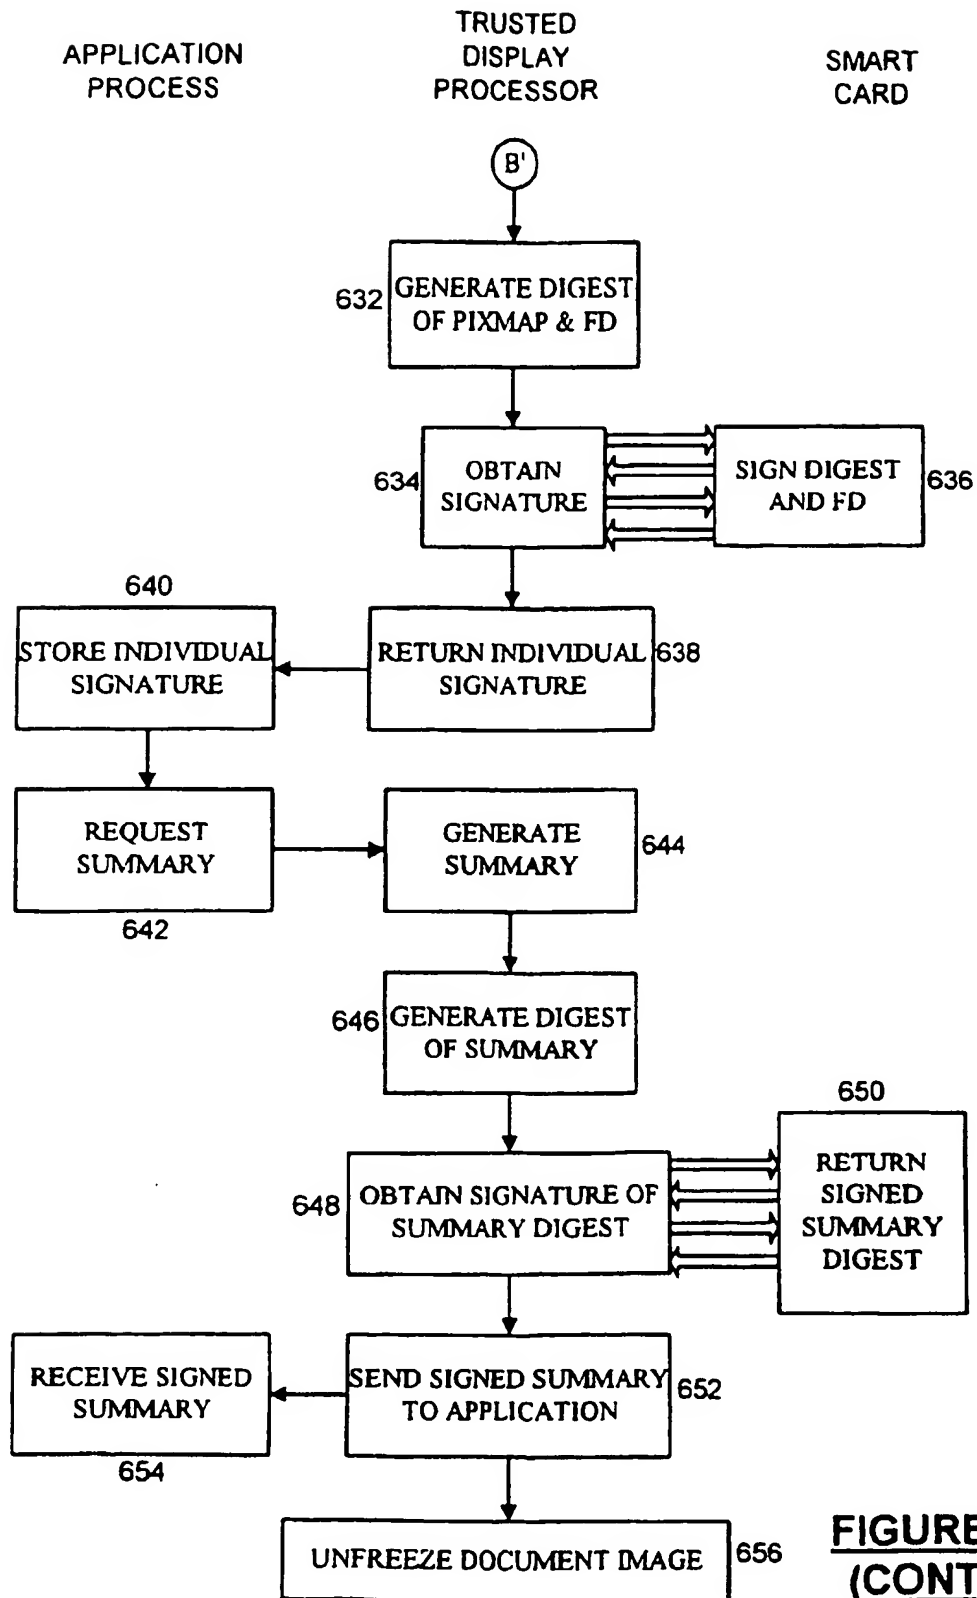 APPLICATION
PROCESS
TRUSTED
DISPLAY
PROCESSOR
SMART
CARD
B'
632
GENERATE DIGEST
OF PIXMAP & FD
634
OBTAIN
SIGNATURE
SIGN DIGEST
AND FD
636
640
STORE INDIVIDUAL
SIGNATURE
RETURN INDIVIDUAL
SIGNATURE
638
REQUEST
SUMMARY
642
GENERATE
SUMMARY
644
646
GENERATE DIGEST
OF SUMMARY
650
648
OBTAIN SIGNATURE OF
SUMMARY DIGEST
RETURN
SIGNED
SUMMARY
DIGEST
RECEIVE SIGNED
SUMMARY
654
SEND SIGNED SUMMARY
TO APPLICATION
652
UNFREEZE DOCUMENT IMAGE
656
FIGURE
(CONT